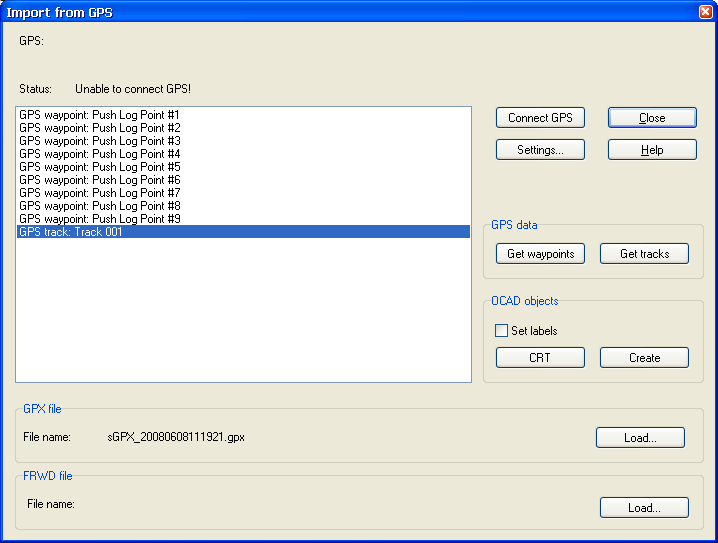 Import from GPS
GPS:
Status: Unable to connect GPS!
GPS waypoint: Push Log Point #1
GPS waypoint: Push Log Point #2
GPS waypoint: Push Log Point #3
GPS waypoint: Push Log Point #4
GPS waypoint: Push Log Point #5
GPS waypoint: Push Log Point #6
GPS waypoint: Push Log Point #7
GPS waypoint: Push Log Point #8
GPS waypoint: Push Log Point #9
GPS track: Track 001
Connect GPS Close
Settings... Help
GPS data
Get waypoints Get tracks
OCAD objects
Set labels
CRT Create
GPX file
File name: sGPX_20080608111921.gpx Load...
FRWD file
File name: Load...